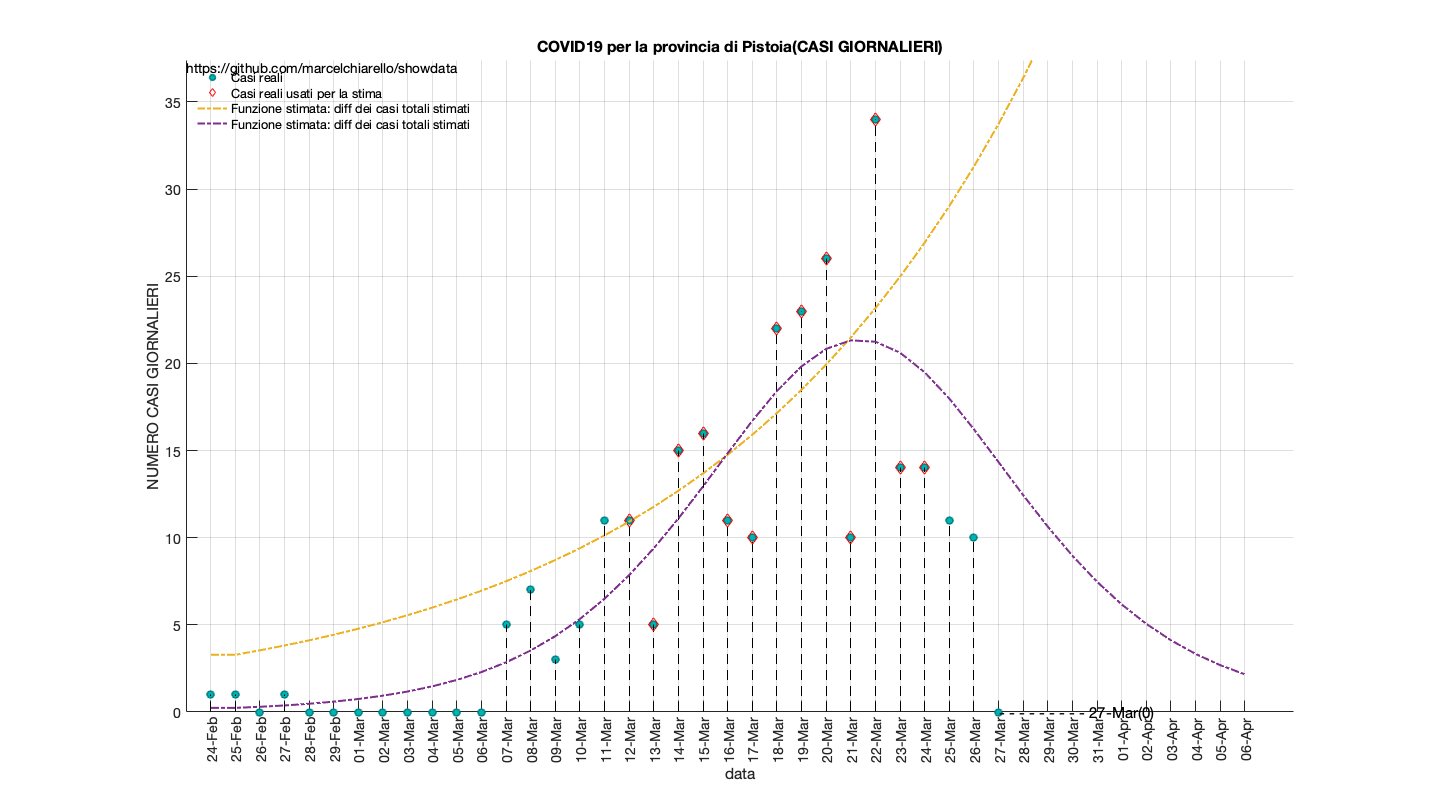 COVID19 per la provincia di Pistoia(CASI GIORNALIERI)
https://github.com/marcelchiarello/showdata
Casi reali
Casi reali usati per la stima
Funzione stimata: diff dei casi totali stimati
Funzione stimata: diff dei casi totali stimati
35
30
25
20
15
10
5
0
NUMERO CASI GIORNALIERI
27-Mar(0)
24-Feb
25-Feb
26-Feb
27-Feb
28-Feb
29-Feb
01-Mar
02-Mar
03-Mar
04-Mar
05-Mar
06-Mar
07-Mar
08-Mar
09-Mar
10-Mar
11-Mar
12-Mar
13-Mar
14-Mar
15-Mar
16-Mar
17-Mar
18-Mar
19-Mar
20-Mar
21-Mar
22-Mar
23-Mar
24-Mar
25-Mar
26-Mar
27-Mar
28-Mar
29-Mar
30-Mar
31-Mar
01-Apr
02-Apr
03-Apr
04-Apr
05-Apr
06-Apr
data